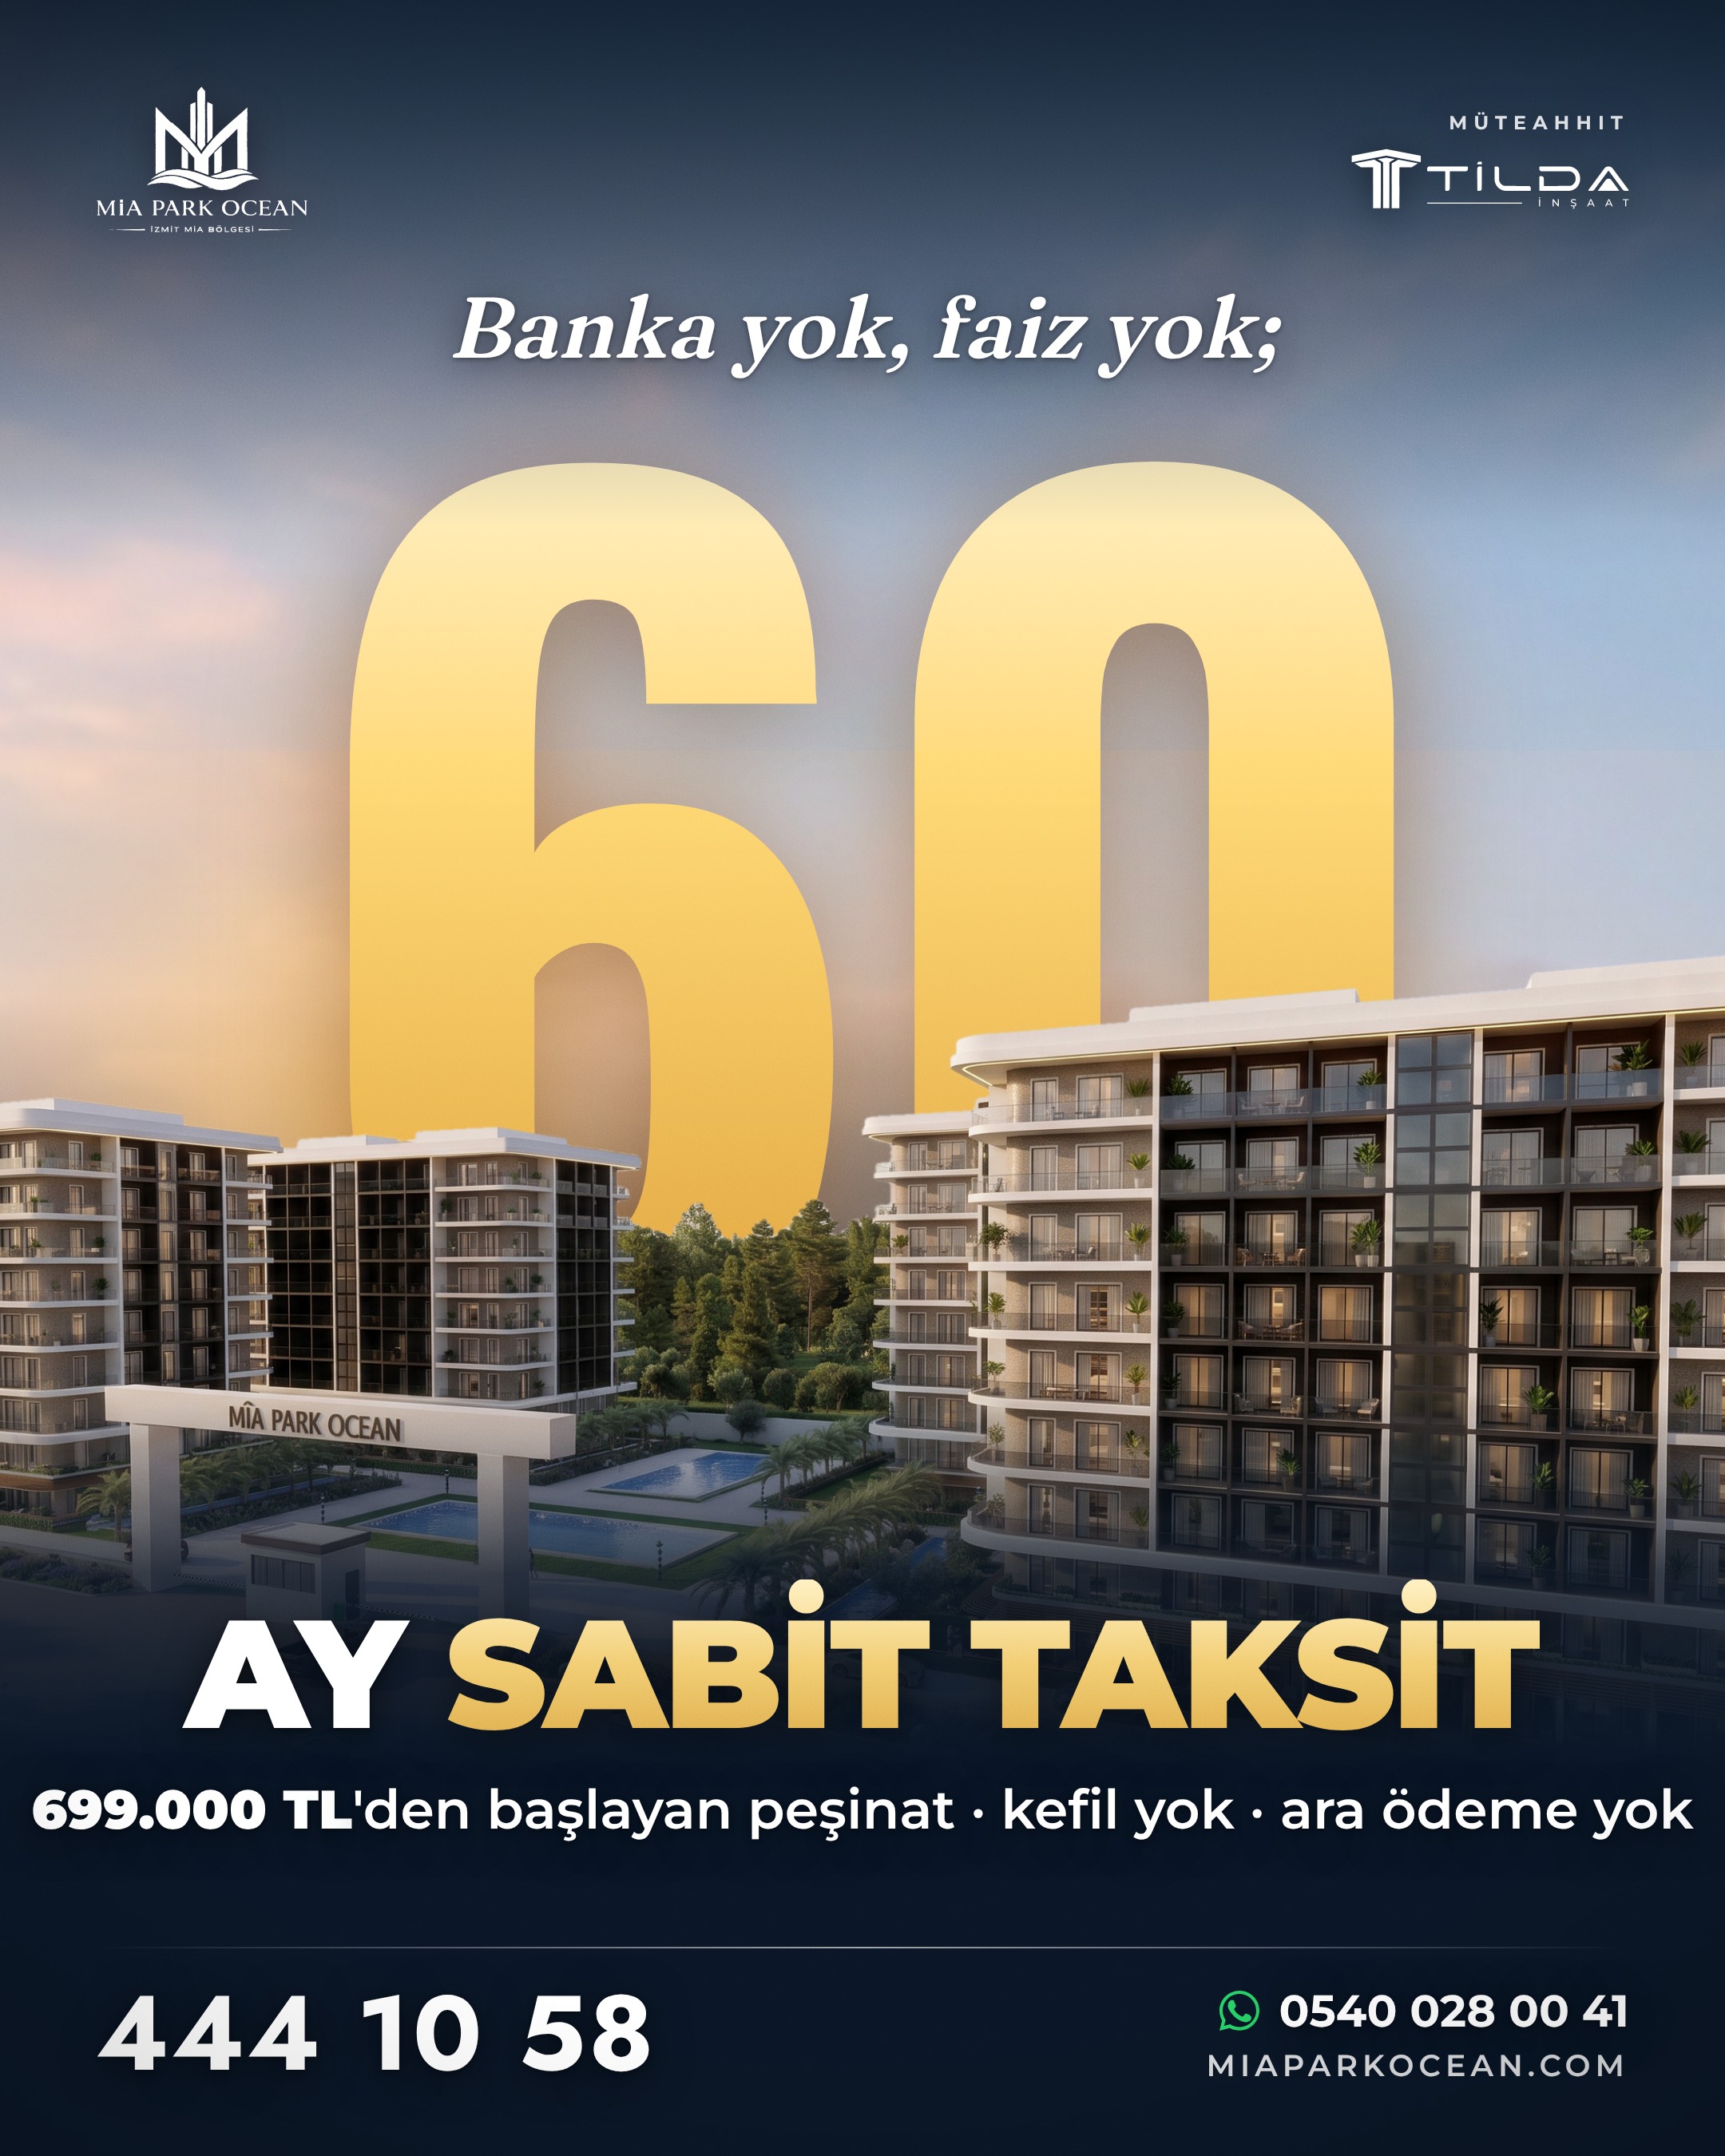 MİA PARK OCEAN
İZMİT MİA BÖLGESİ
MÜTEAHHIT
TİLDA
İNŞAAT
Banka yok, faiz yok;
60
MÎA PARK OCEAN
AY SABİT TAKSİT
699.000 TL'den başlayan peşinat · kefil yok · ara ödeme yok
444 10 58
0540 028 00 41
MIAPARKOCEAN.COM